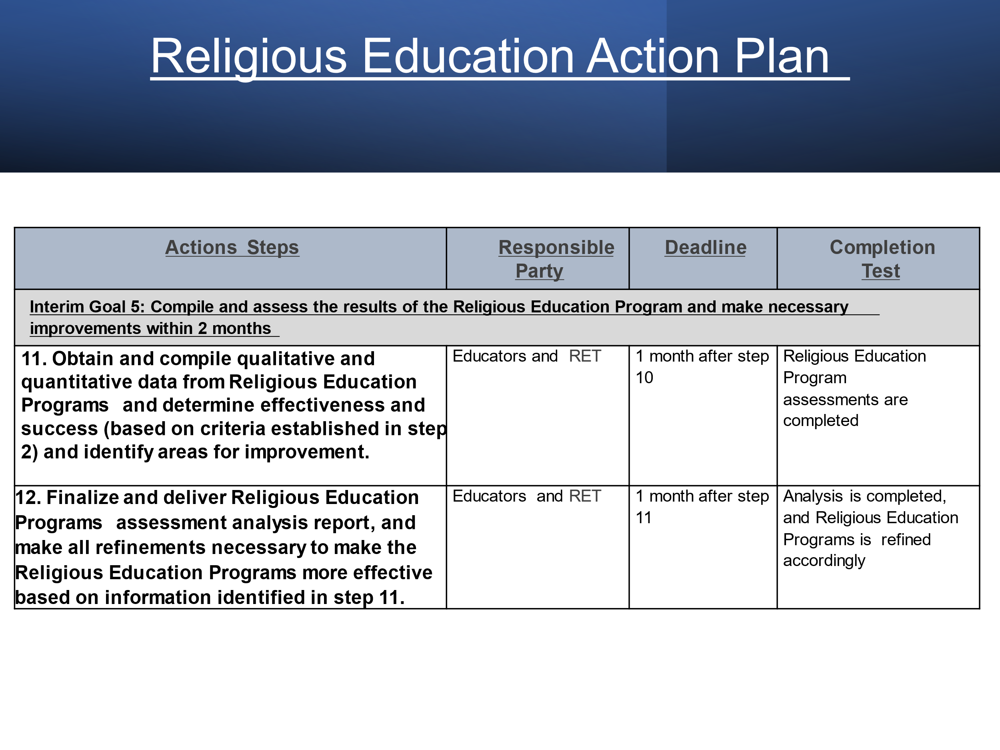 Religious Education Action Plan
Actions Steps
Responsible
Party
Deadline
Completion
Test
Interim Goal 5: Compile and assess the results of the Religious Education Program and make necessary
improvements within 2 months
11. Obtain and compile qualitative and
quantitative data from Religious Education
Programs and determine effectiveness and
success (based on criteria established in step
2) and identify areas for improvement.
Educators and RET
1 month after step
10
Religious Education
Program
assessments are
completed
12. Finalize and deliver Religious Education
Programs assessment analysis report, and
make all refinements necessary to make the
Religious Education Programs more effective
based on information identified in step 11.
Educators and RET
1 month after step
11
Analysis is completed,
and Religious Education
Programs is refined
accordingly